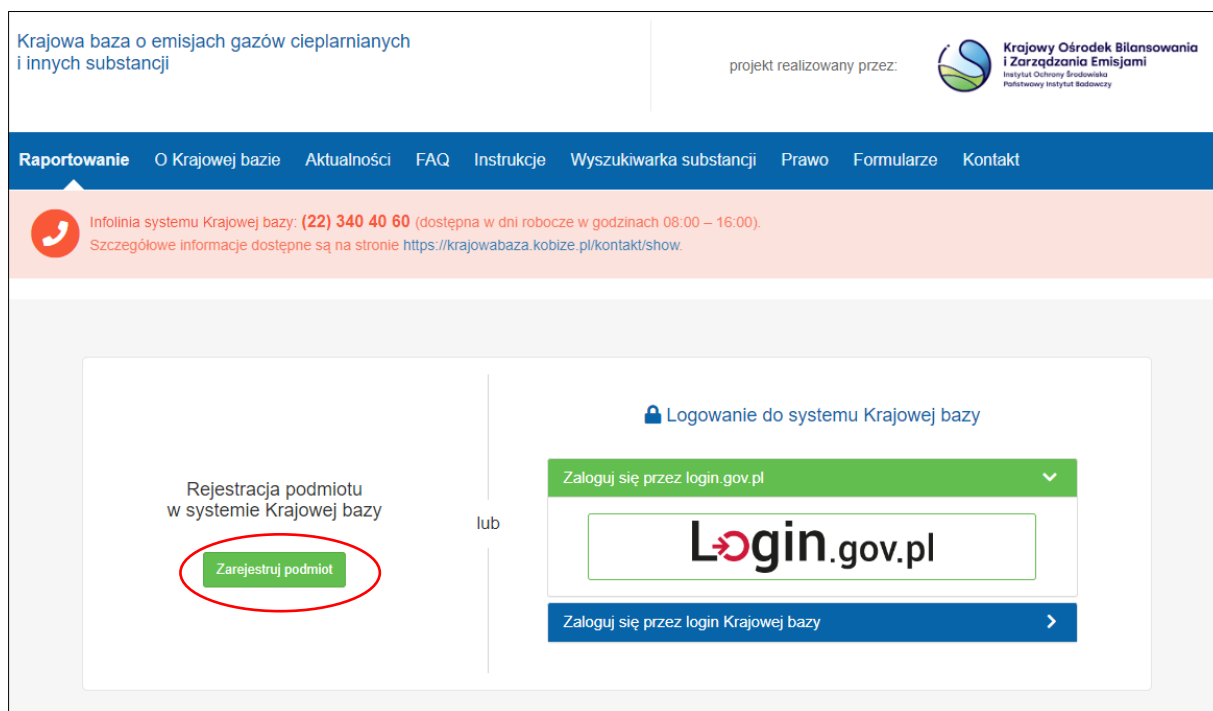 Krajowa baza o emisjach gazów cieplarnianych
i innych substancji
projekt realizowany przez:
Krajowy Ośrodek Bilansowania
i Zarządzania Emisjami
Instytut Ochrony Środowiska
Państwowy Instytut Badawczy
Raportowanie O Krajowej bazie Aktualności FAQ Instrukcje Wyszukiwarka substancji Prawo Formularze Kontakt
Infolinia systemu Krajowej bazy: (22) 340 40 60 (dostępna w dni robocze w godzinach 08:00 – 16:00).
Szczegółowe informacje dostępne są na stronie https://krajowabaza.kobize.pl/kontakt/show.
Rejestracja podmiotu
w systemie Krajowej bazy
Zarejestruj podmiot
lub
Logowanie do systemu Krajowej bazy
Zaloguj się przez login.gov.pl
Login.gov.pl
Zaloguj się przez login Krajowej bazy